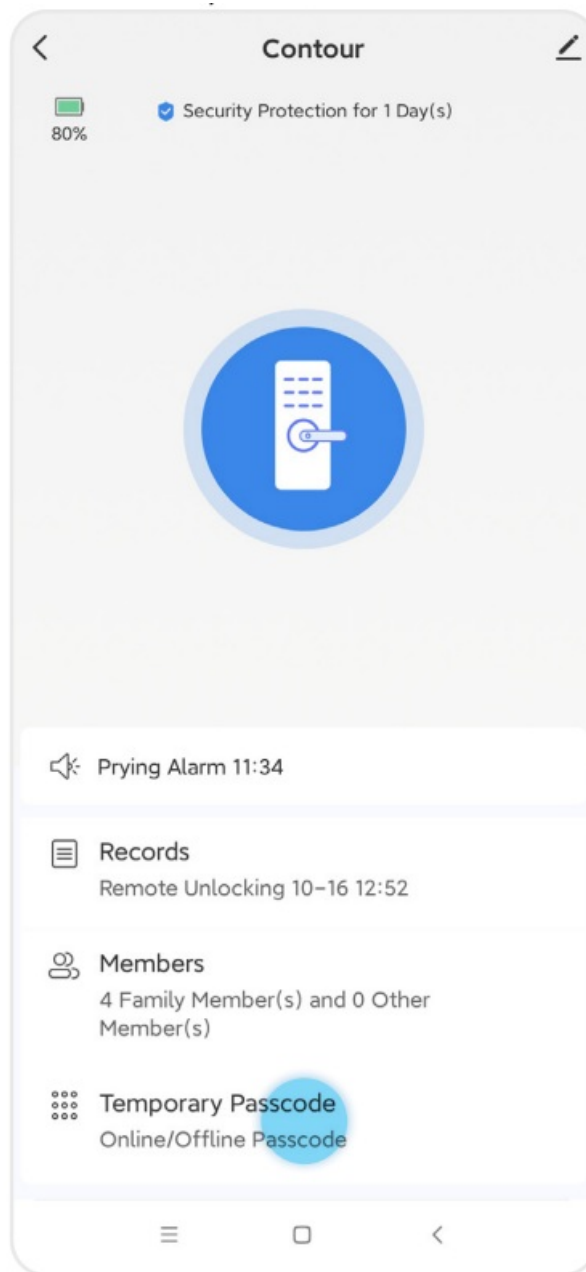 Contour
80%
Security Protection for 1 Day(s)
Prying Alarm 11:34
Records
Remote Unlocking 10-16 12:52
Members
4 Family Member(s) and 0 Other
Member(s)
Temporary Passcode
Online/Offline Passcode